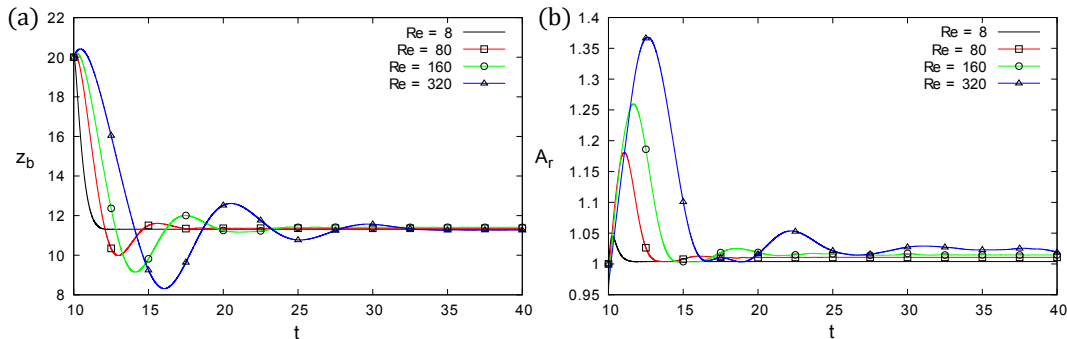 (a)
22
20
18
16
14
12
10
8
z_b
10 15 20 25 30 35 40
t
Re = 8
Re = 80
Re = 160
Re = 320
(b)
1.4
1.35
1.3
1.25
1.2
1.15
1.1
1.05
1
0.95
A_r
10 15 20 25 30 35 40
t
Re = 8
Re = 80
Re = 160
Re = 320